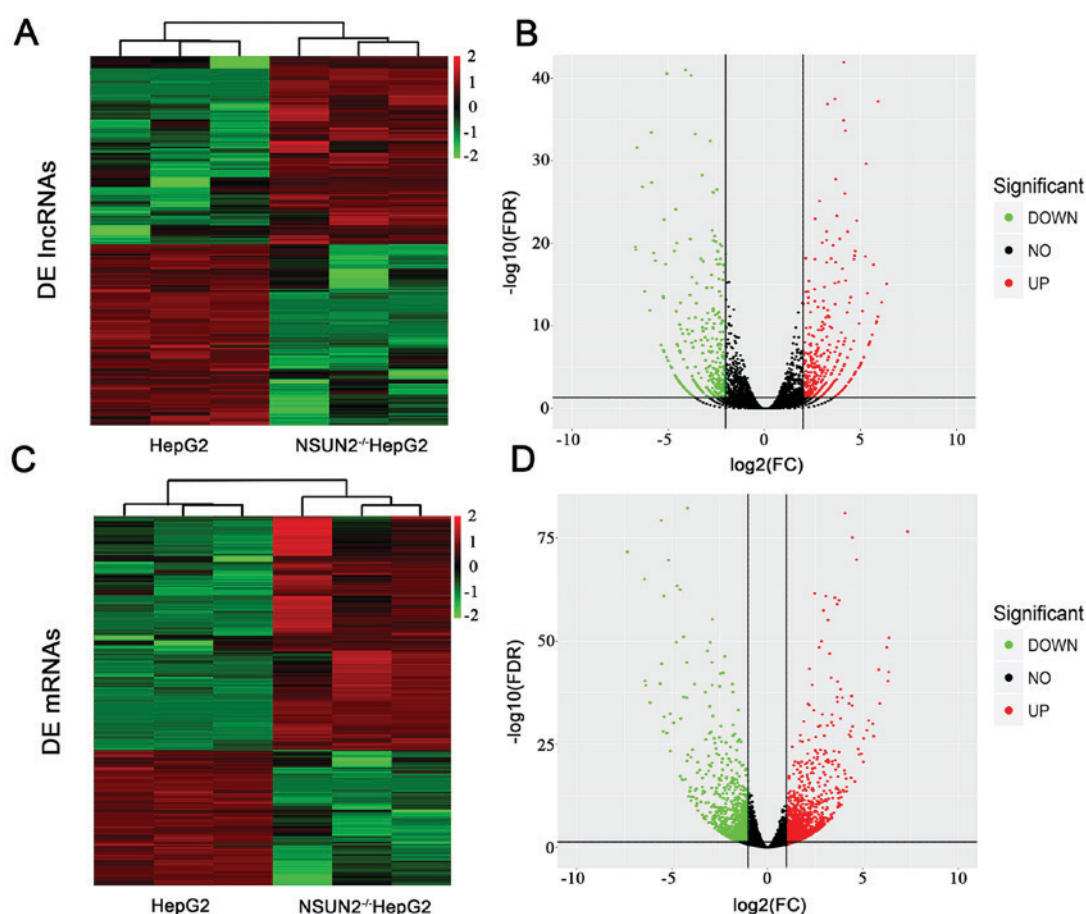 A
2
1
0
-1
-2
DE lncRNAs
HepG2
NSUN2-/-HepG2
B
-log10(FDR)
40
30
20
10
0
-10
-5
0
5
10
log2(FC)
Significant
DOWN
NO
UP
C
2
1
0
-1
-2
DE mRNAs
HepG2
NSUN2-/-HepG2
D
-log10(FDR)
75
50
25
0
-10
-5
0
5
10
log2(FC)
Significant
DOWN
NO
UP